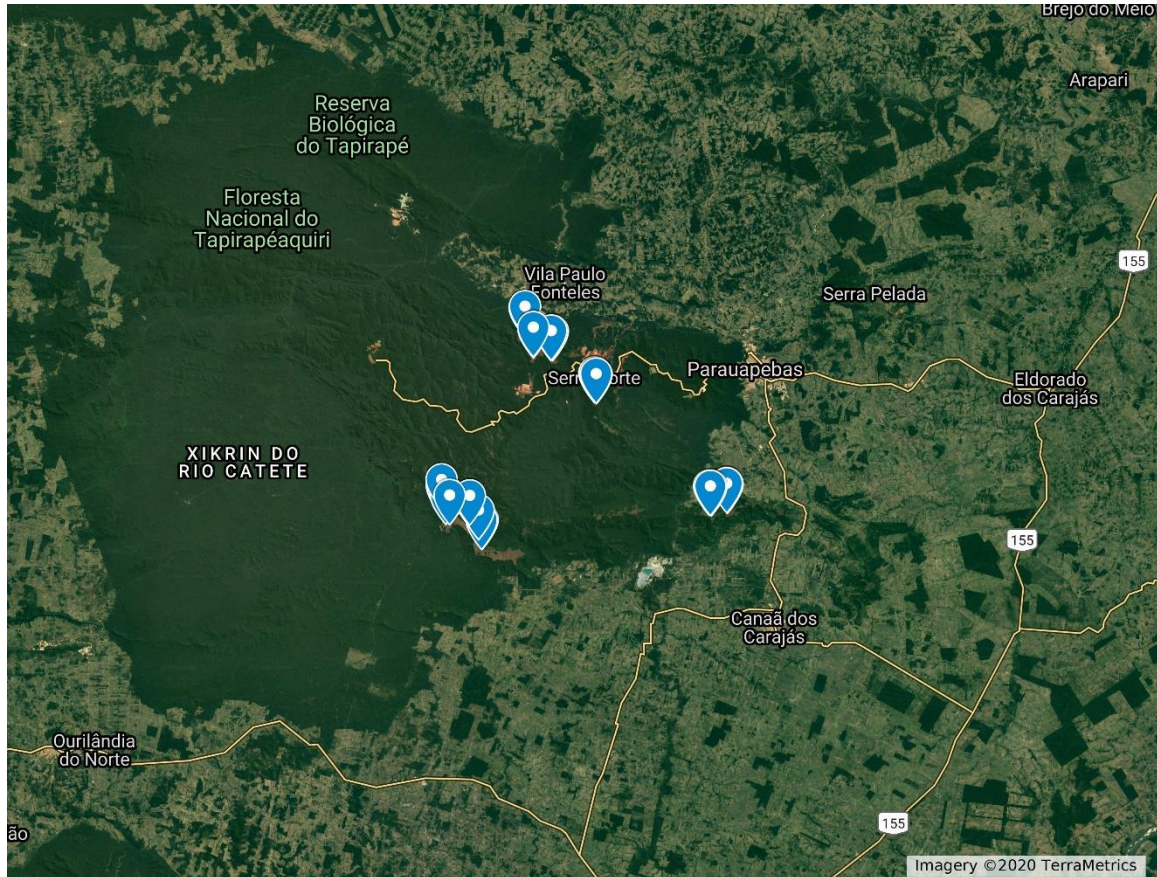 Brejo do Meio
Arapari
Reserva
Biológica
do Tapirapé
Floresta
Nacional do
Tapirapéaquiri
155
Vila Paulo
Fonteles
Serra Pelada
Parauapebas
Eldorado
dos Carajás
XIKRIN DO
RIO CATETE
155
Canaã dos
Carajás
Ourilândia
do Norte
155
ão
Imagery ©2020 TerraMetrics